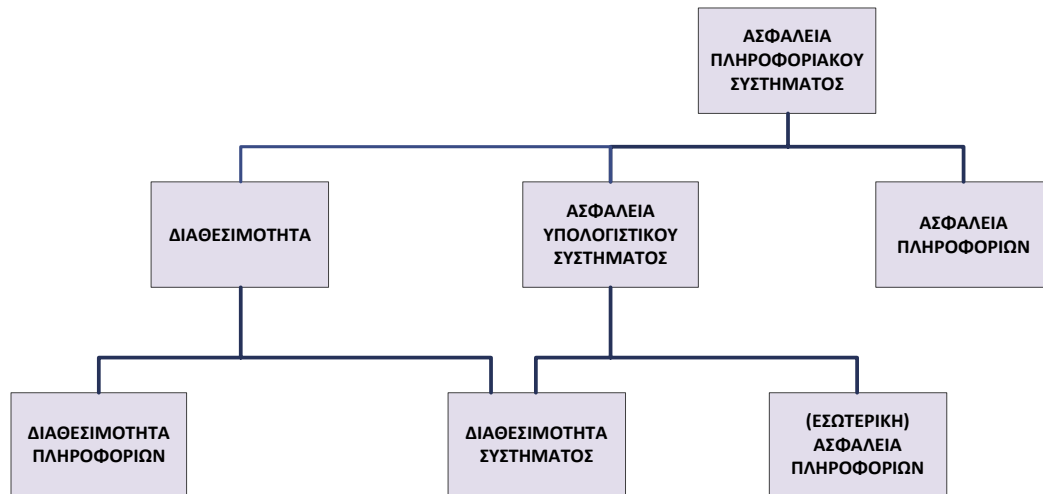 ΑΣΦΑΛΕΙΑ
ΠΛΗΡΟΦΟΡΙΑΚΟΥ
ΣΥΣΤΗΜΑΤΟΣ
ΔΙΑΘΕΣΙΜΟΤΗΤΑ
ΑΣΦΑΛΕΙΑ
ΥΠΟΛΟΓΙΣΤΙΚΟΥ
ΣΥΣΤΗΜΑΤΟΣ
ΑΣΦΑΛΕΙΑ
ΠΛΗΡΟΦΟΡΙΩΝ
ΔΙΑΘΕΣΙΜΟΤΗΤΑ
ΠΛΗΡΟΦΟΡΙΩΝ
ΔΙΑΘΕΣΙΜΟΤΗΤΑ
ΣΥΣΤΗΜΑΤΟΣ
(ΕΣΩΤΕΡΙΚΗ)
ΑΣΦΑΛΕΙΑ
ΠΛΗΡΟΦΟΡΙΩΝ